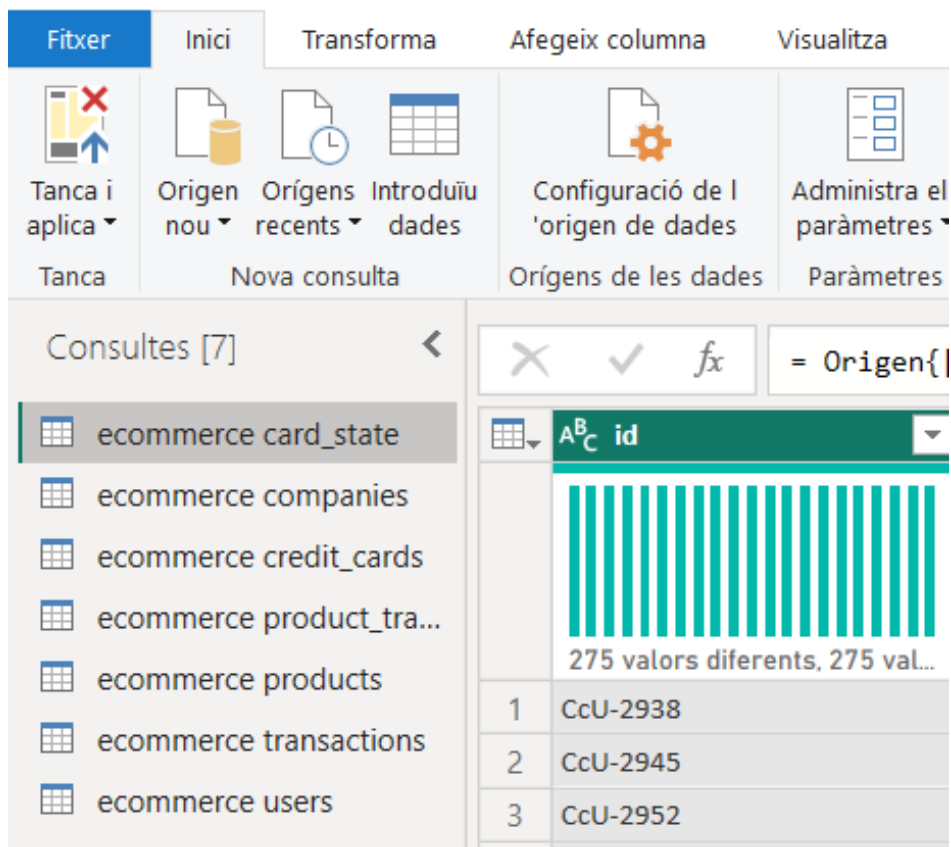 Fitxer Inici Transforma Afegeix columna Visualitza
Tanca i
aplica
Origen
nou
Orígens
recents
Introduïu
dades
Configuració de l
'origen de dades
Administra el
paràmetres
Tanca Nova consulta Orígens de les dades Paràmetres
Consultes [7]
fx = Origen{[
ecommerce card_state
ecommerce companies
ecommerce credit_cards
ecommerce product_tra...
ecommerce products
ecommerce transactions
ecommerce users
ABC id
275 valors diferents, 275 val...
1 CcU-2938
2 CcU-2945
3 CcU-2952